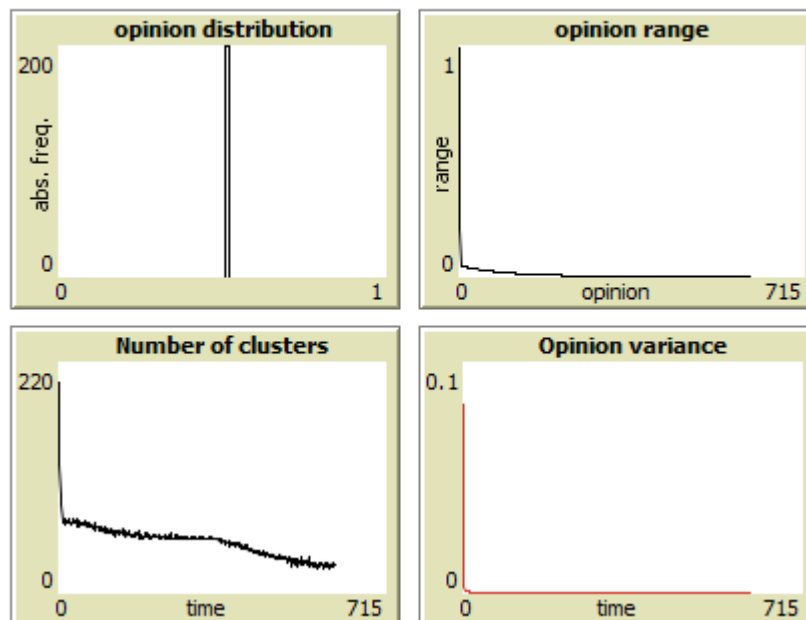 opinion distribution
200
abs. freq.
0
0
1
opinion range
1
range
0
0
opinion
715
Number of clusters
220
0
0
time
715
Opinion variance
0.1
0
0
time
715